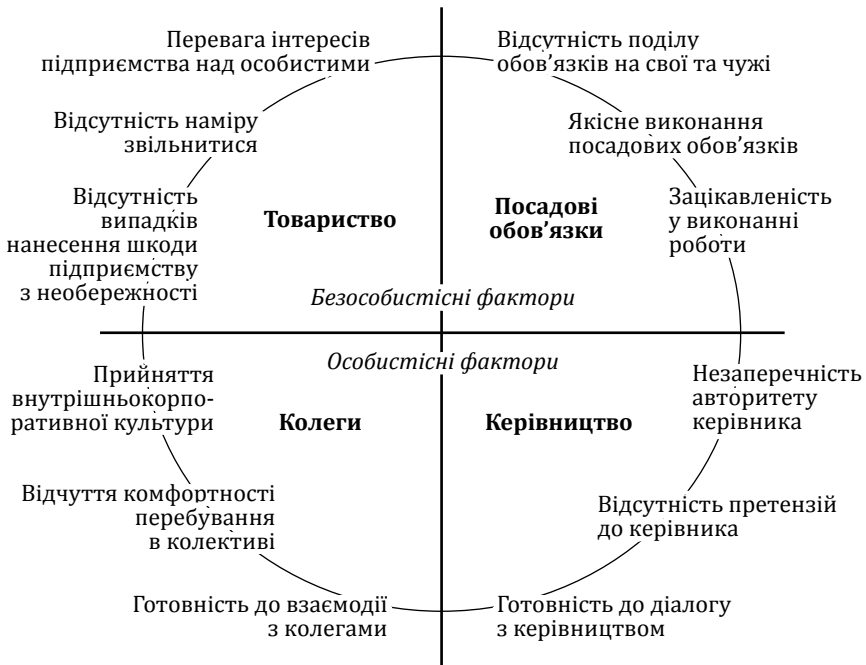 Перевага інтересів
підприємства над особистими
Відсутність поділу
обов’язків на свої та чужі
Відсутність наміру
звільнитися
Якісне виконання
посадових обов’язків
Відсутність
випадків
нанесення шкоди
підприємству
з необережності
Товариство
Посадові
обов’язки
Зацікавленість
у виконанні
роботи
Безособистісні фактори
Особистісні фактори
Прийняття
внутрішньокорпо-
ративної культури
Колеги
Керівництво
Незаперечність
авторитету
керівника
Відчуття комфортності
перебування
в колективі
Відсутність претензій
до керівника
Готовність до взаємодії
з колегами
Готовність до діалогу
з керівництвом